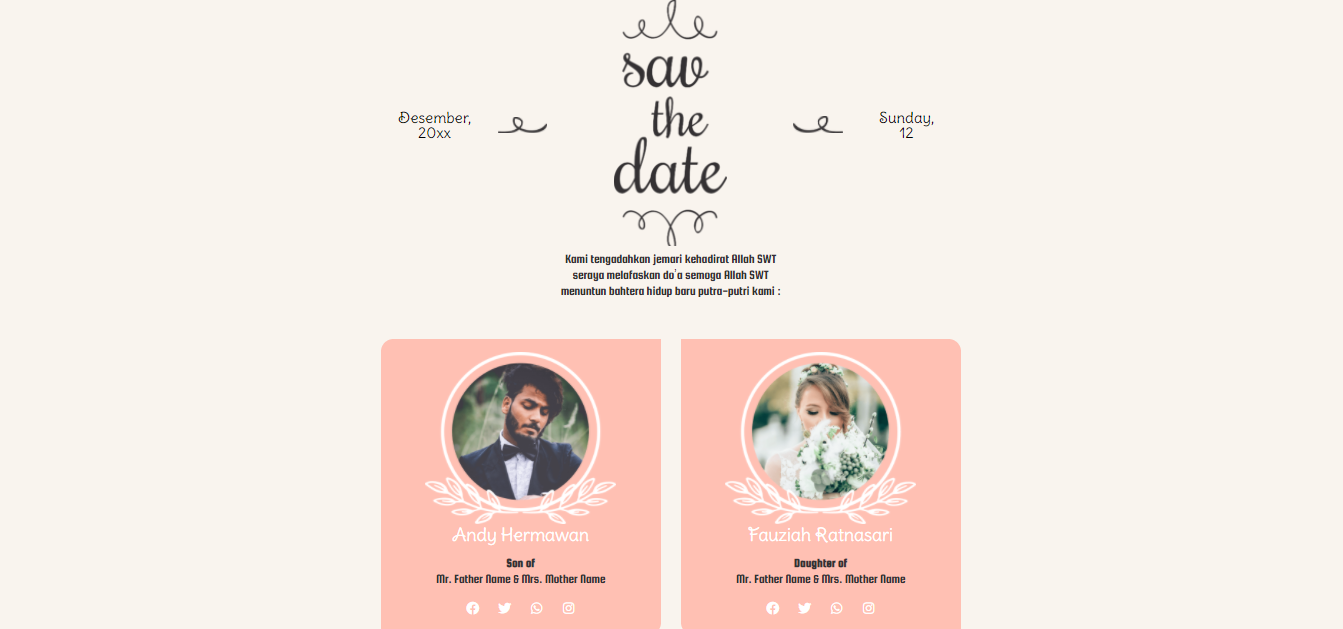 sav
the
date
Desember,
20xx
Sunday,
12
Kami tengadahkan jemari kehadirat Allah SWT
seraya melafaskan do'a semoga Allah SWT
menuntun bahtera hidup baru putra-putri kami :
Andy Hermawan
Son of
Mr. Father Name & Mrs. Mother Name
Fauziah Ratnasari
Daughter of
Mr. Father Name & Mrs. Mother Name